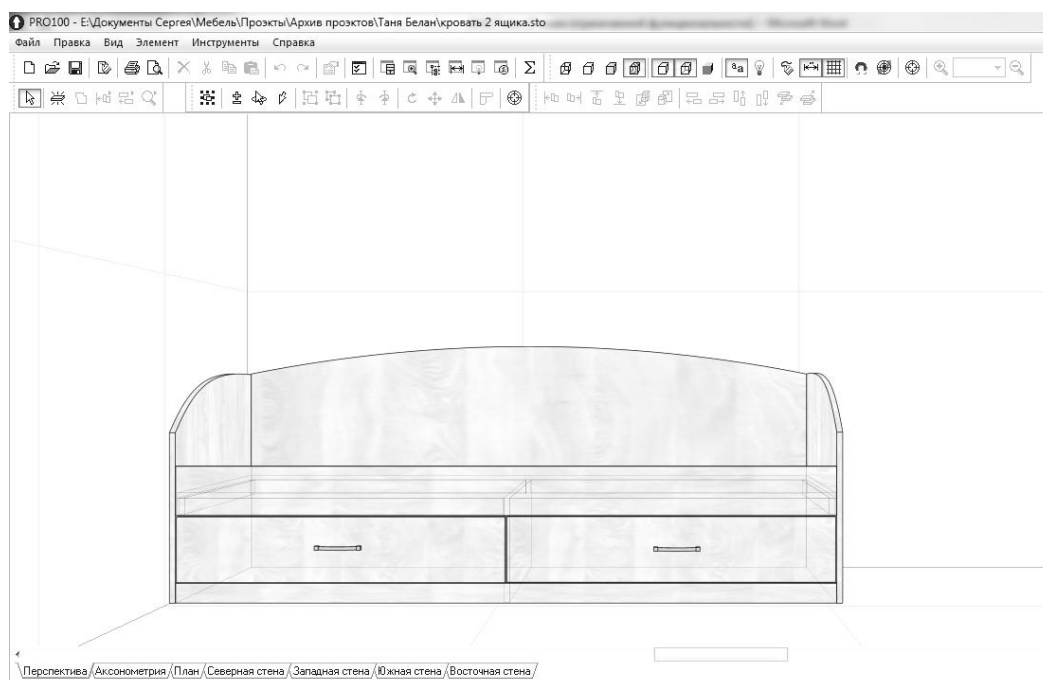 PRO100 - E:\Документы Сергея\Мебель\Проэкты\Архив проэктов\Таня Белан\кровать 2 ящика.sto
Файл Правка Вид Элемент Инструменты Справка
Перспектива Аксонометрия План Северная стена Западная стена Южная стена Восточная стена